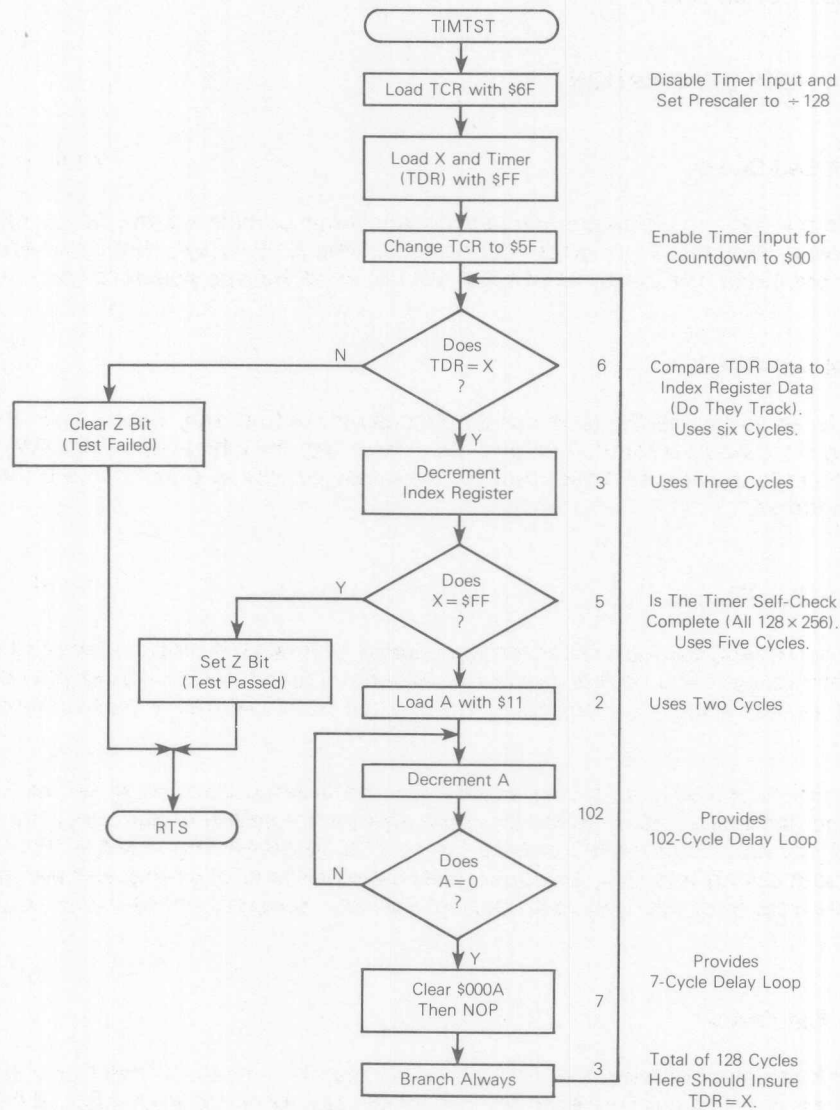 TIMTST
Load TCR with $6F
Disable Timer Input and
Set Prescaler to ÷ 128
Load X and Timer
(TDR) with $FF
Change TCR to $5F
Enable Timer Input for
Countdown to $00
Does
TDR = X
?
N
Y
6
Compare TDR Data to
Index Register Data
(Do They Track).
Uses six Cycles.
Clear Z Bit
(Test Failed)
Decrement
Index Register
3
Uses Three Cycles
Does
X = $FF
?
Y
5
Is The Timer Self-Check
Complete (All 128 × 256).
Uses Five Cycles.
Set Z Bit
(Test Passed)
N
Load A with $11
2
Uses Two Cycles
Decrement A
RTS
102
Provides
102-Cycle Delay Loop
Does
A = 0
?
N
Y
Clear $000A
Then NOP
7
Provides
7-Cycle Delay Loop
Branch Always
3
Total of 128 Cycles
Here Should Insure
TDR = X.